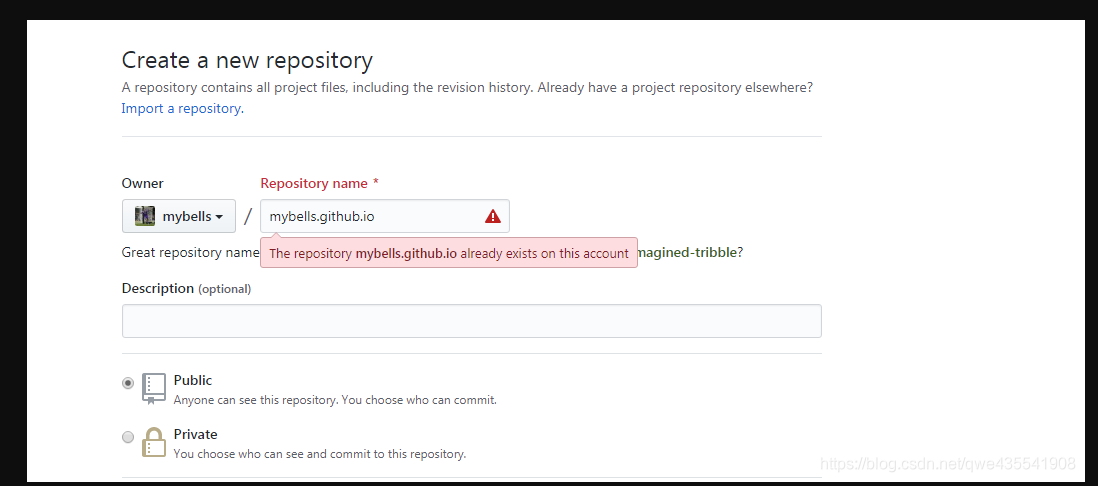 Create a new repository
A repository contains all project files, including the revision history. Already have a project repository elsewhere?
Import a repository.
Owner
Repository name *
mybells
/
mybells.github.io
Great repository name
The repository mybells.github.io already exists on this account
magined-tribble?
Description (optional)
Public
Anyone can see this repository. You choose who can commit.
Private
You choose who can see and commit to this repository.
https://blog.csdn.net/qwe435541908